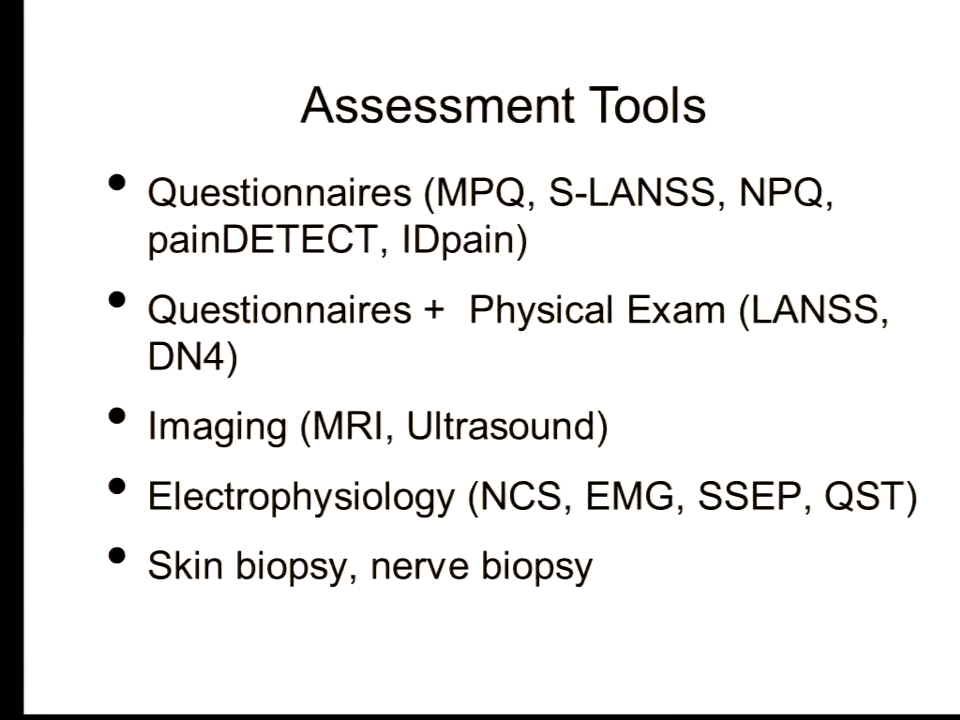 Assessment Tools
• Questionnaires (MPQ, S-LANSS, NPQ,
painDETECT, IDpain)
• Questionnaires + Physical Exam (LANSS,
DN4)
• Imaging (MRI, Ultrasound)
• Electrophysiology (NCS, EMG, SSEP, QST)
• Skin biopsy, nerve biopsy